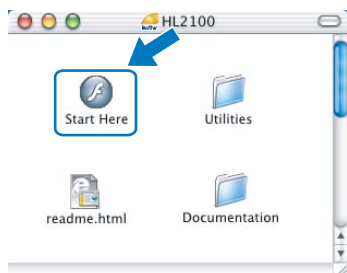 HL2100
Start Here
Utilities
readme.html
Documentation